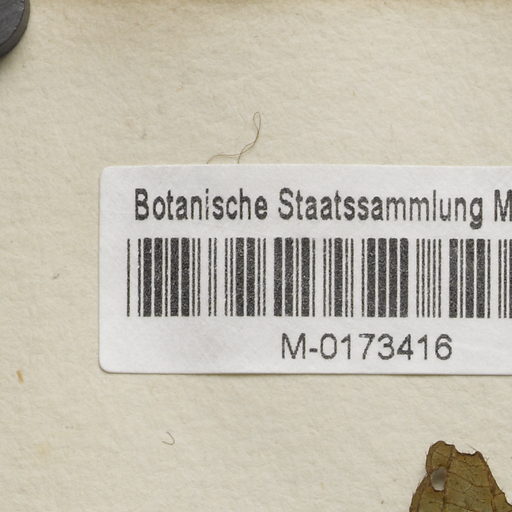 Botanische Staatssammlung M
M-0173416